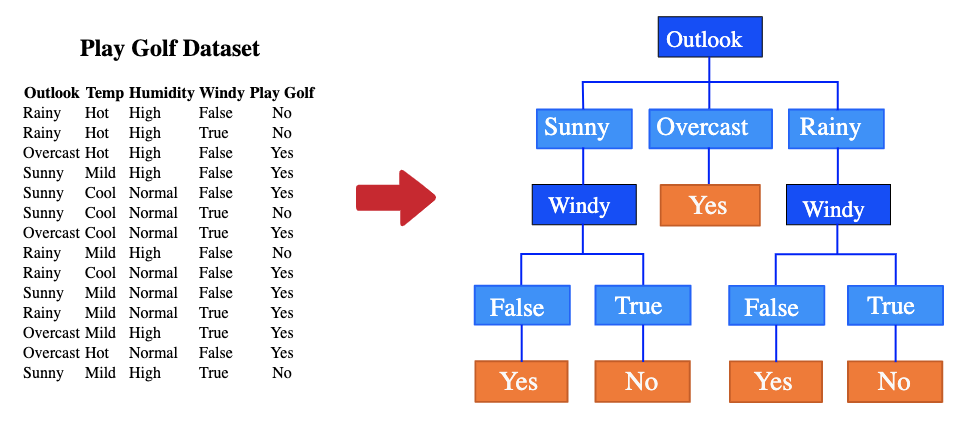 Play Golf Dataset
Outlook Temp Humidity Windy Play Golf
Rainy Hot High False No
Rainy Hot High True No
Overcast Hot High False Yes
Sunny Mild High False Yes
Sunny Cool Normal False Yes
Sunny Cool Normal True No
Overcast Cool Normal True Yes
Rainy Mild High False No
Rainy Cool Normal False Yes
Sunny Mild Normal False Yes
Rainy Mild Normal True Yes
Overcast Mild High True Yes
Overcast Hot Normal False Yes
Sunny Mild High True No
Outlook
Sunny Overcast Rainy
Windy Yes Windy
False True False True
Yes No Yes No